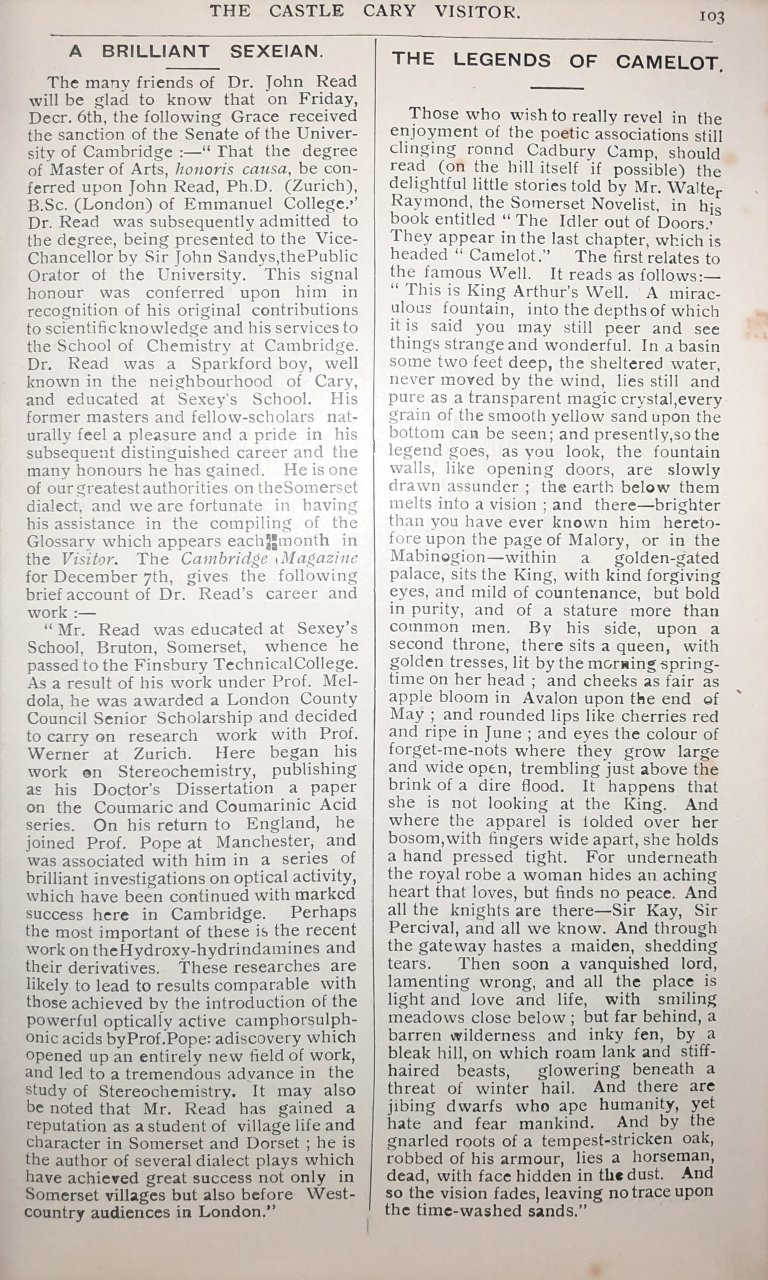 THE CASTLE CARY VISITOR.
103
A BRILLIANT SEXEIAN.
The many friends of Dr. John Read
will be glad to know that on Friday,
Decr. 6th, the following Grace received
the sanction of the Senate of the Univer-
sity of Cambridge :—“ That the degree
of Master of Arts, honoris causa, be con-
ferred upon John Read, Ph.D. (Zurich),
B.Sc. (London) of Emmanuel College.’
Dr. Read was subsequently admitted to
the degree, being presented to the Vice-
Chancellor by Sir John Sandys,thePublic
Orator ot the University. This signal
honour was conferred upon him in
recognition of his original contributions
to scientific knowledge and his services to
the School of Chemistry at Cambridge.
Dr. Read was a Sparkford boy, well
known in the neighbourhood of Cary,
and educated at Sexey's School. His
former masters and fellow-scholars nat-
urally feel a pleasure and a pride in his
subsequent distinguished career and the
many honours he has gained. He is one
of our greatest authorities on theSomerset
dialect, and we are fortunate in having
his assistance in the compiling of the
Glossary which appears each month in
the Visitor. The Cambridge Magazine
for December 7th, gives the following
brief account of Dr. Read's career and
work :—
“ Mr. Read was educated at Sexey's
School, Bruton, Somerset, whence he
passed to the Finsbury TechnicalCollege.
As a result of his work under Prof. Mel-
dola, he was awarded a London County
Council Senior Scholarship and decided
to carry on research work with Prof.
Werner at Zurich. Here began his
work on Stereochemistry, publishing
as his Doctor's Dissertation a paper
on the Coumaric and Coumarinic Acid
series. On his return to England, he
joined Prof. Pope at Manchester, and
was associated with him in a series of
brilliant investigations on optical activity,
which have been continued with marked
success here in Cambridge. Perhaps
the most important of these is the recent
work on theHydroxy-hydrindamines and
their derivatives. These researches are
likely to lead to results comparable with
those achieved by the introduction of the
powerful optically active camphorsulph-
onic acids byProf.Pope: adiscovery which
opened up an entirely new field of work,
and led to a tremendous advance in the
study of Stereochemistry. It may also
be noted that Mr. Read has gained a
reputation as a student of village life and
character in Somerset and Dorset ; he is
the author of several dialect plays which
have achieved great success not only in
Somerset villages but also before West-
country audiences in London.”
THE LEGENDS OF CAMELOT.
Those who wish to really revel in the
enjoyment of the poetic associations still
clinging ronnd Cadbury Camp, should
read (on the hill itself if possible) the
delightful little stories told by Mr. Walter
Raymond, the Somerset Novelist, in his
book entitled “ The Idler out of Doors.’
They appear in the last chapter, which is
headed “ Camelot.” The first relates to
the famous Well. It reads as follows:—
“ This is King Arthur's Well. A mirac-
ulous fountain, into the depths of which
it is said you may still peer and see
things strange and wonderful. In a basin
some two feet deep, the sheltered water,
never moved by the wind, lies still and
pure as a transparent magic crystal,every
grain of the smooth yellow sand upon the
bottom can be seen; and presently,so the
legend goes, as you look, the fountain
walls, like opening doors, are slowly
drawn assunder ; the earth below them
melts into a vision ; and there—brighter
than you have ever known him hereto-
fore upon the page of Malory, or in the
Mabinogion—within a golden-gated
palace, sits the King, with kind forgiving
eyes, and mild of countenance, but bold
in purity, and of a stature more than
common men. By his side, upon a
second throne, there sits a queen, with
golden tresses, lit by the morning spring-
time on her head ; and cheeks as fair as
apple bloom in Avalon upon the end of
May ; and rounded lips like cherries red
and ripe in June ; and eyes the colour of
forget-me-nots where they grow large
and wide open, trembling just above the
brink of a dire flood. It happens that
she is not looking at the King. And
where the apparel is folded over her
bosom,with fingers wide apart, she holds
a hand pressed tight. For underneath
the royal robe a woman hides an aching
heart that loves, but finds no peace. And
all the knights are there—Sir Kay, Sir
Percival, and all we know. And through
the gateway hastes a maiden, shedding
tears. Then soon a vanquished lord,
lamenting wrong, and all the place is
light and love and life, with smiling
meadows close below ; but far behind, a
barren wilderness and inky fen, by a
bleak hill, on which roam lank and stiff-
haired beasts, glowering beneath a
threat of winter hail. And there are
jibing dwarfs who ape humanity, yet
hate and fear mankind. And by the
gnarled roots of a tempest-stricken oak,
robbed of his armour, lies a horseman,
dead, with face hidden in the dust. And
so the vision fades, leaving no trace upon
the time-washed sands.”